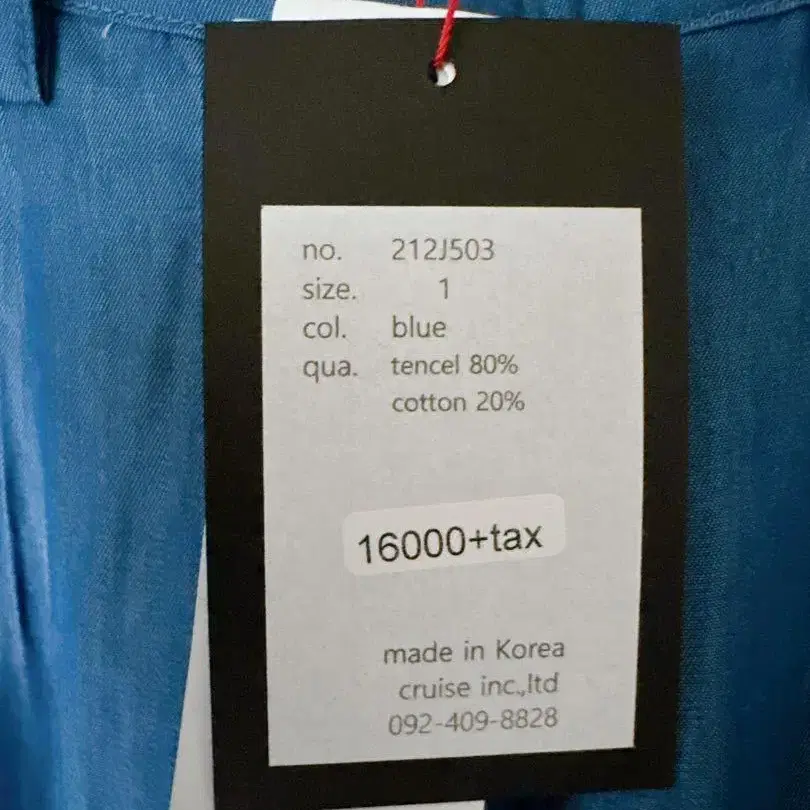 no. 212J503
size. 1
col. blue
qua. tencel 80%
cotton 20%
16000+tax
made in Korea
cruise inc.,ltd
092-409-8828